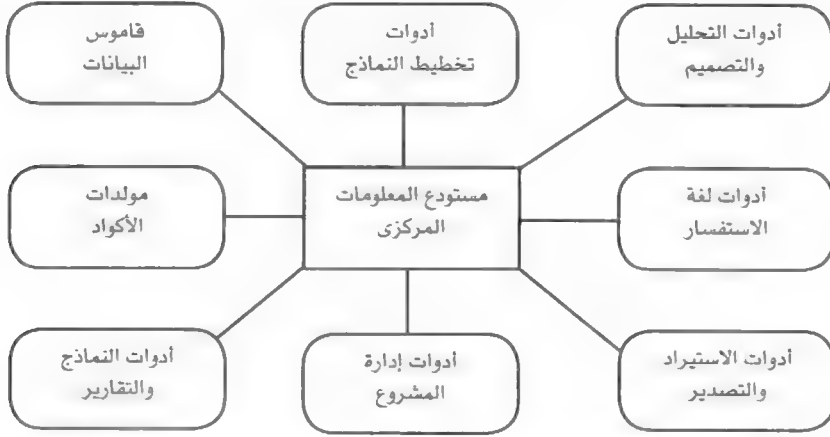 أدوات التحليل
والتصميم
أدوات
تخطيط النماذج
قاموس
البيانات
أدوات لغة
الاستفسار
مستودع المعلومات
المركزى
مولدات
الأكواد
أدوات الاستيراد
والتصدير
أدوات إدارة
المشروع
أدوات النماذج
والتقارير